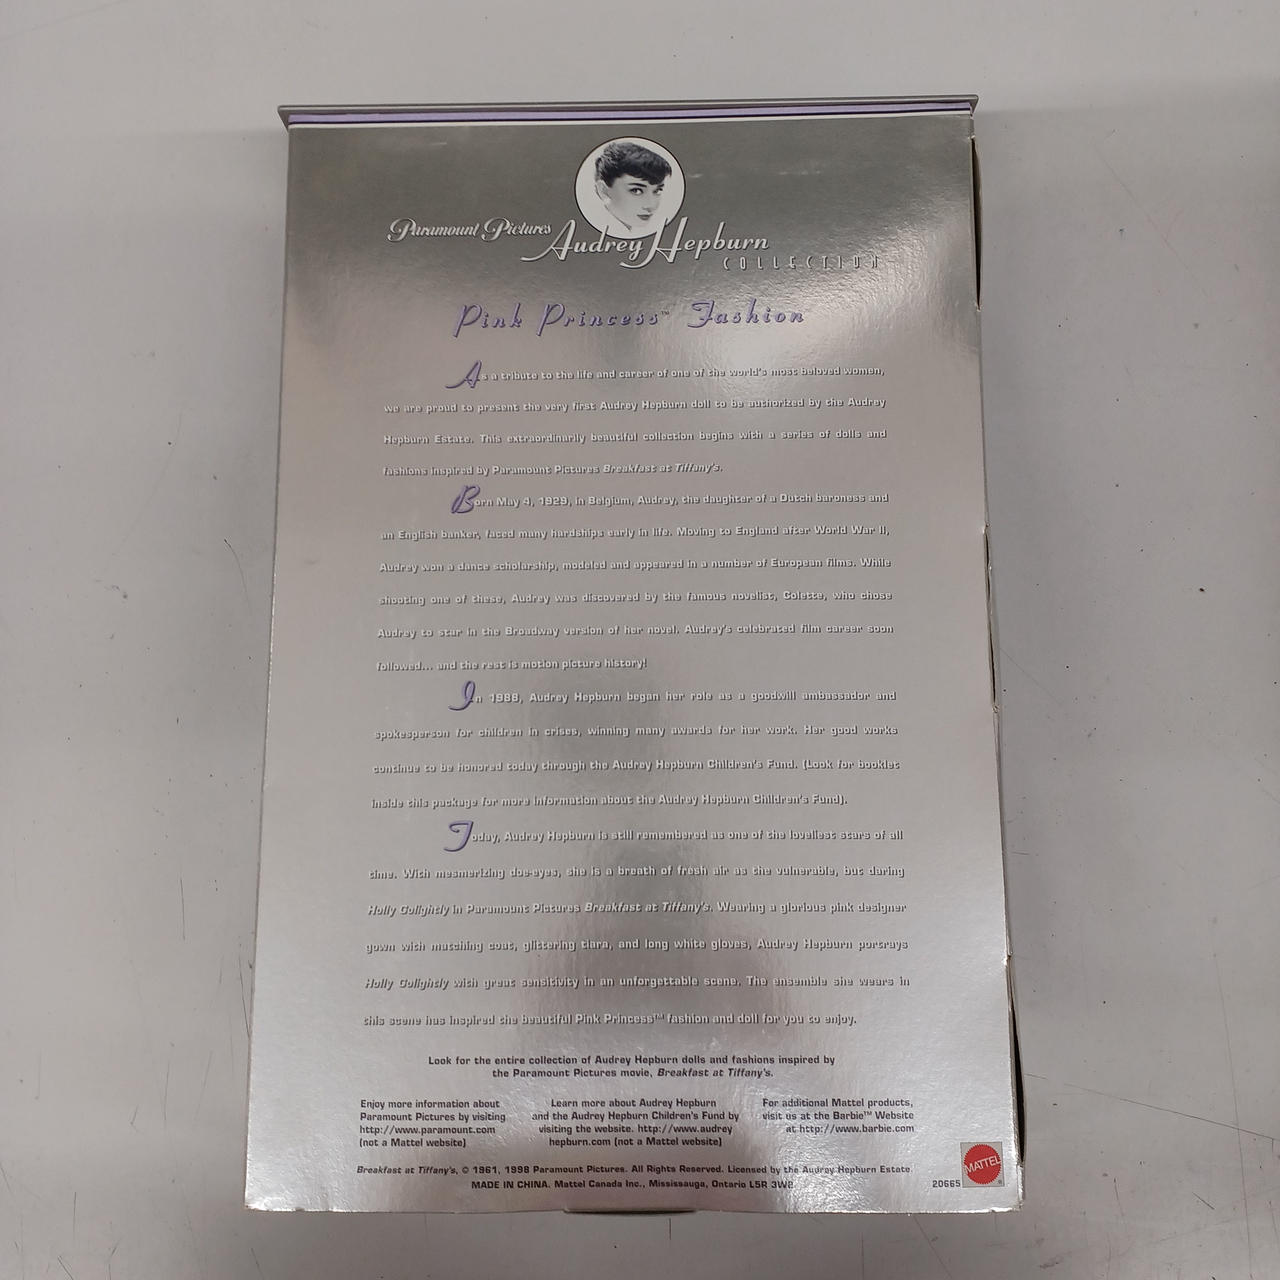 Paramount Pictures
Audrey Hepburn
COLLECTION
Pink Princess™ Fashion
As a tribute to the life and career of one of the world's most beloved women,
we are proud to present the very first Audrey Hepburn doll to be authorized by the Audrey
Hepburn Estate. This extraordinarily beautiful collection begins with a series of dolls and
fashions inspired by Paramount Pictures Breakfast at Tiffany's.
Born May 4, 1929, in Belgium, Audrey, the daughter of a Dutch baroness and
an English banker, faced many hardships early in life. Moving to England after World War II,
Audrey won a dance scholarship, modeled and appeared in a number of European films. While
shooting one of these, Audrey was discovered by the famous novelist, Colette, who chose
Audrey to star in the Broadway version of her novel. Audrey's celebrated film career soon
followed... and the rest is motion picture history!
In 1988, Audrey Hepburn began her role as a goodwill ambassador and
spokesperson for children in crises, winning many awards for her work. Her good works
continue to be honored today through the Audrey Hepburn Children's Fund. (Look for booklet
inside this package for more information about the Audrey Hepburn Children's Fund).
Today, Audrey Hepburn is still remembered as one of the loveliest stars of all
time. With mesmerizing doe-eyes, she is a breath of fresh air as the vulnerable, but daring
Holly Golightly in Paramount Pictures Breakfast at Tiffany's. Wearing a glorious pink designer
gown with matching coat, glittering tiara, and long white gloves, Audrey Hepburn portrays
Holly Golightly with great sensitivity in an unforgettable scene. The ensemble she wears in
this scene has inspired the beautiful Pink Princess™ fashion and doll for you to enjoy.
Look for the entire collection of Audrey Hepburn dolls and fashions inspired by
the Paramount Pictures movie, Breakfast at Tiffany's.
Enjoy more information about
Paramount Pictures by visiting
http://www.paramount.com
(not a Mattel website)
Learn more about Audrey Hepburn
and the Audrey Hepburn Children's Fund by
visiting the website. http://www.audrey
hepburn.com (not a Mattel website)
For additional Mattel products,
visit us at the Barbie™ Website
at http://www.barbie.com
Breakfast at Tiffany's, © 1961, 1998 Paramount Pictures. All Rights Reserved. Licensed by the Audrey Hepburn Estate.
MADE IN CHINA. Mattel Canada Inc., Mississauga, Ontario L5R 3W2
20665
MATTEL
®